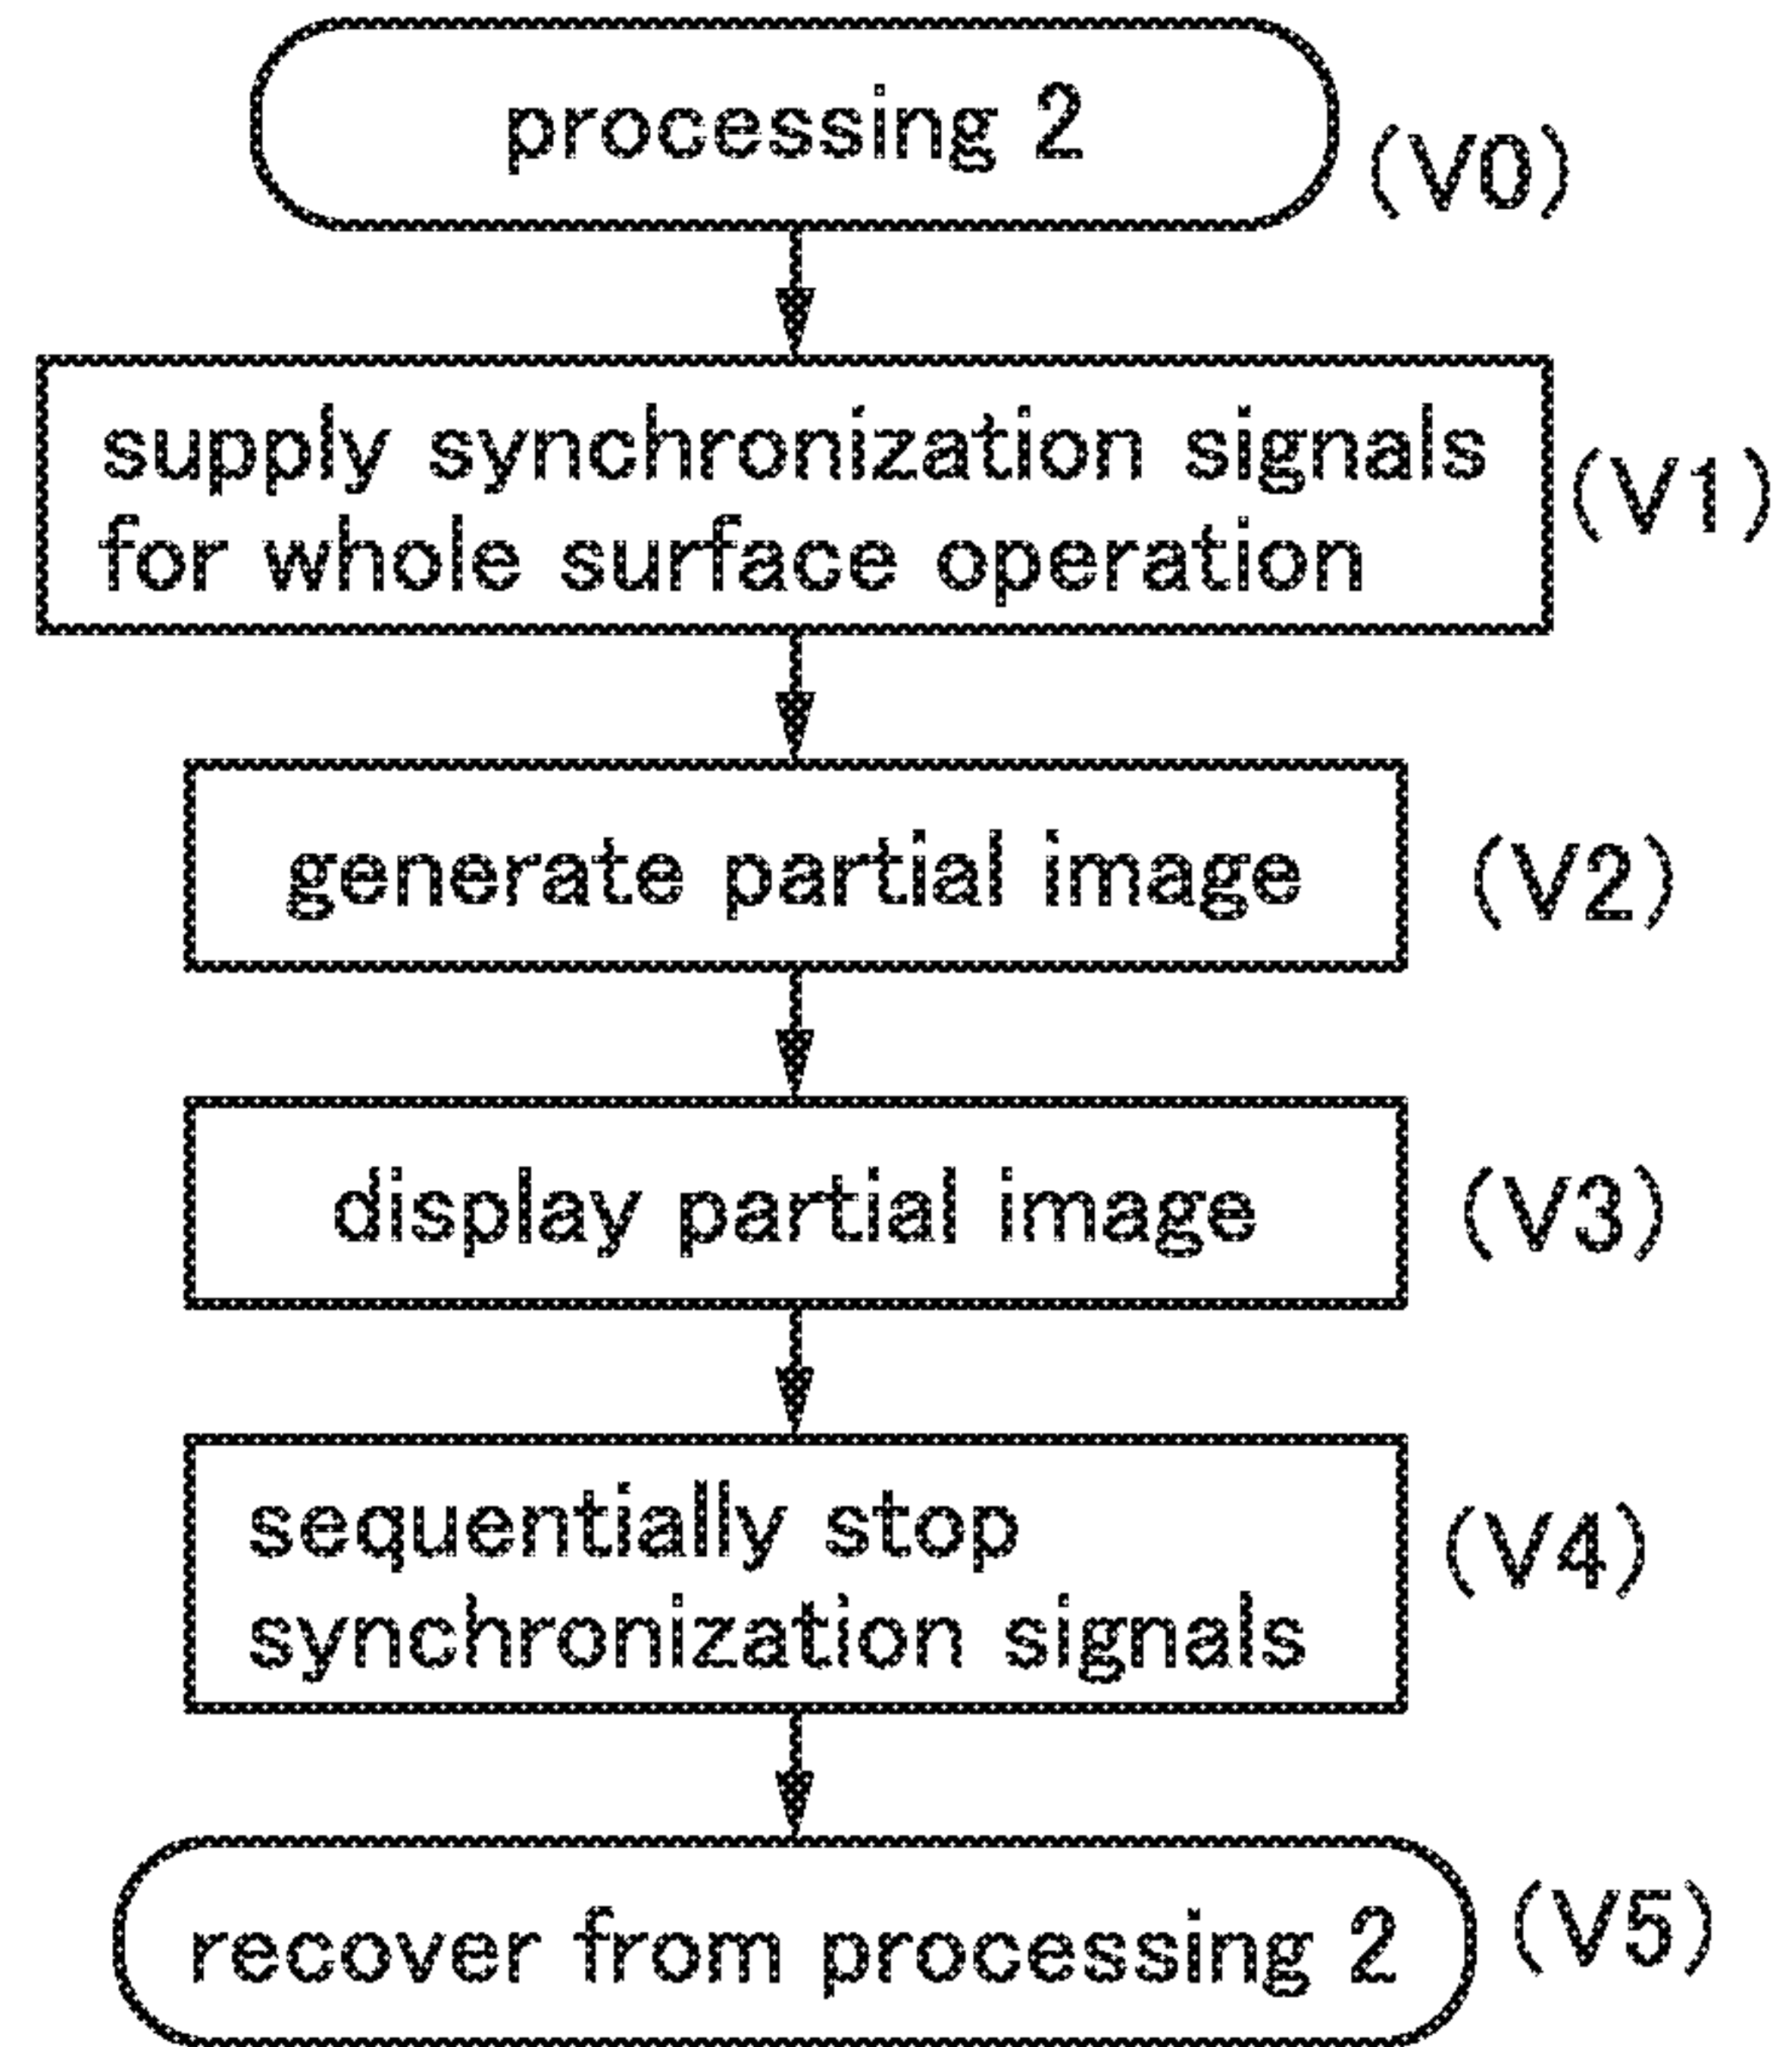 processing 2
(V0)
supply synchronization signals
for whole surface operation
(V1)
generate partial image
(V2)
display partial image
(V3)
sequentially stop
synchronization signals
(V4)
recover from processing 2
(V5)